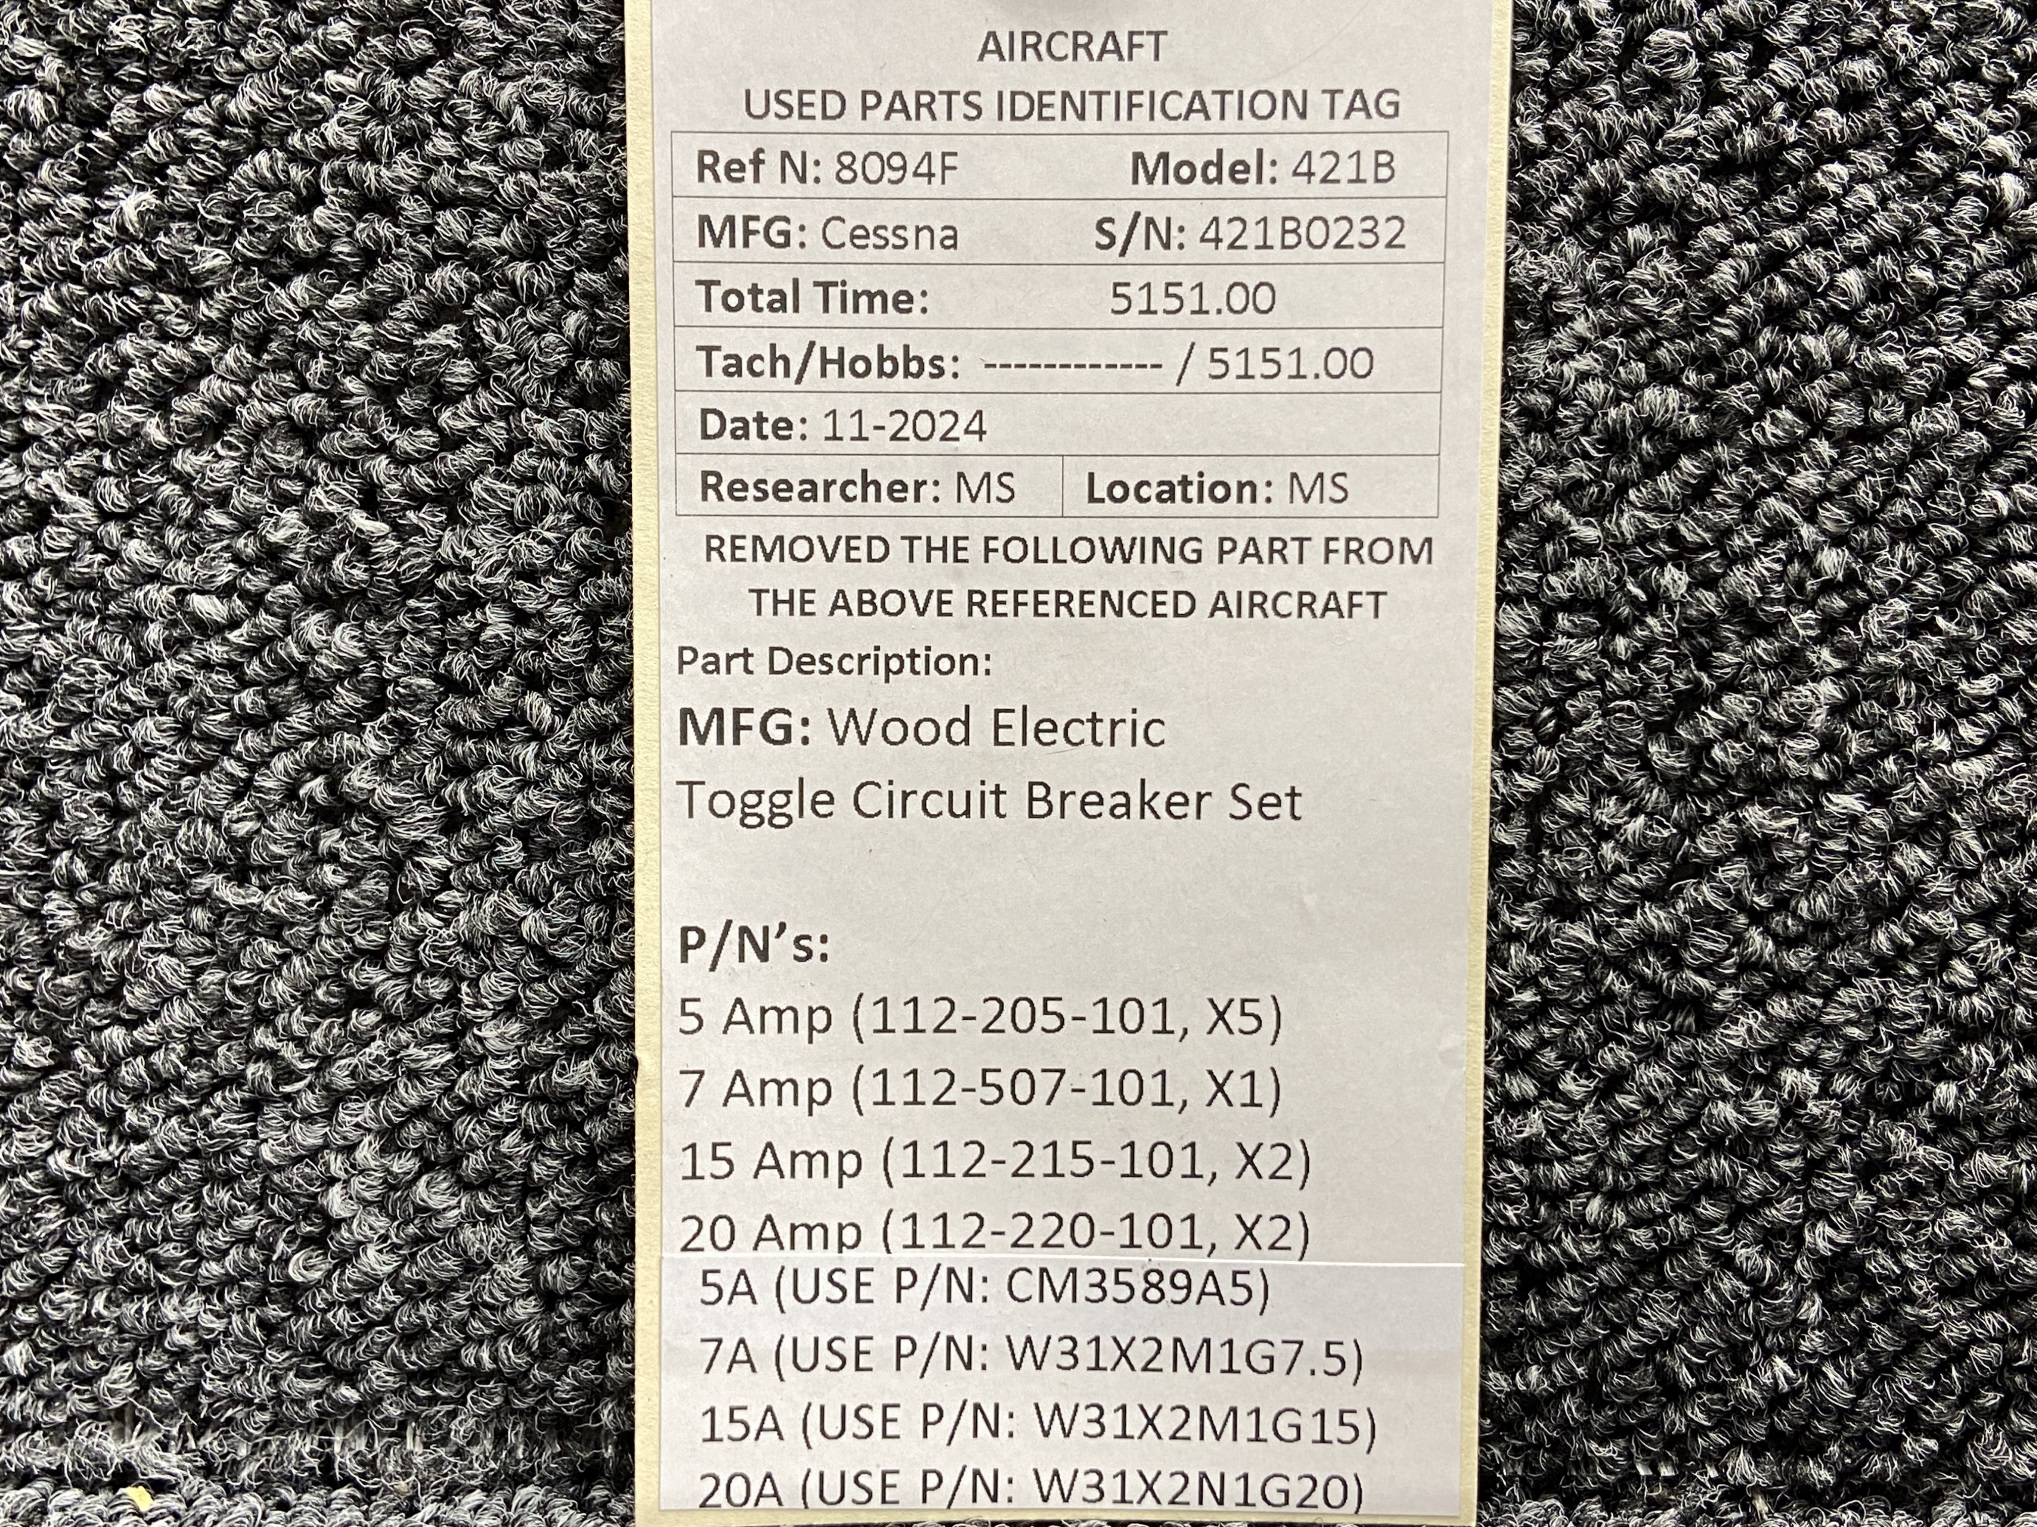 AIRCRAFT
USED PARTS IDENTIFICATION TAG
Ref N: 8094F Model: 421B
MFG: Cessna S/N: 421B0232
Total Time: 5151.00
Tach/Hobbs: ------------ / 5151.00
Date: 11-2024
Researcher: MS Location: MS
REMOVED THE FOLLOWING PART FROM
THE ABOVE REFERENCED AIRCRAFT
Part Description:
MFG: Wood Electric
Toggle Circuit Breaker Set
P/N's:
5 Amp (112-205-101, X5)
7 Amp (112-507-101, X1)
15 Amp (112-215-101, X2)
20 Amp (112-220-101, X2)
5A (USE P/N: CM3589A5)
7A (USE P/N: W31X2M1G7.5)
15A (USE P/N: W31X2M1G15)
20A (USE P/N: W31X2N1G20)